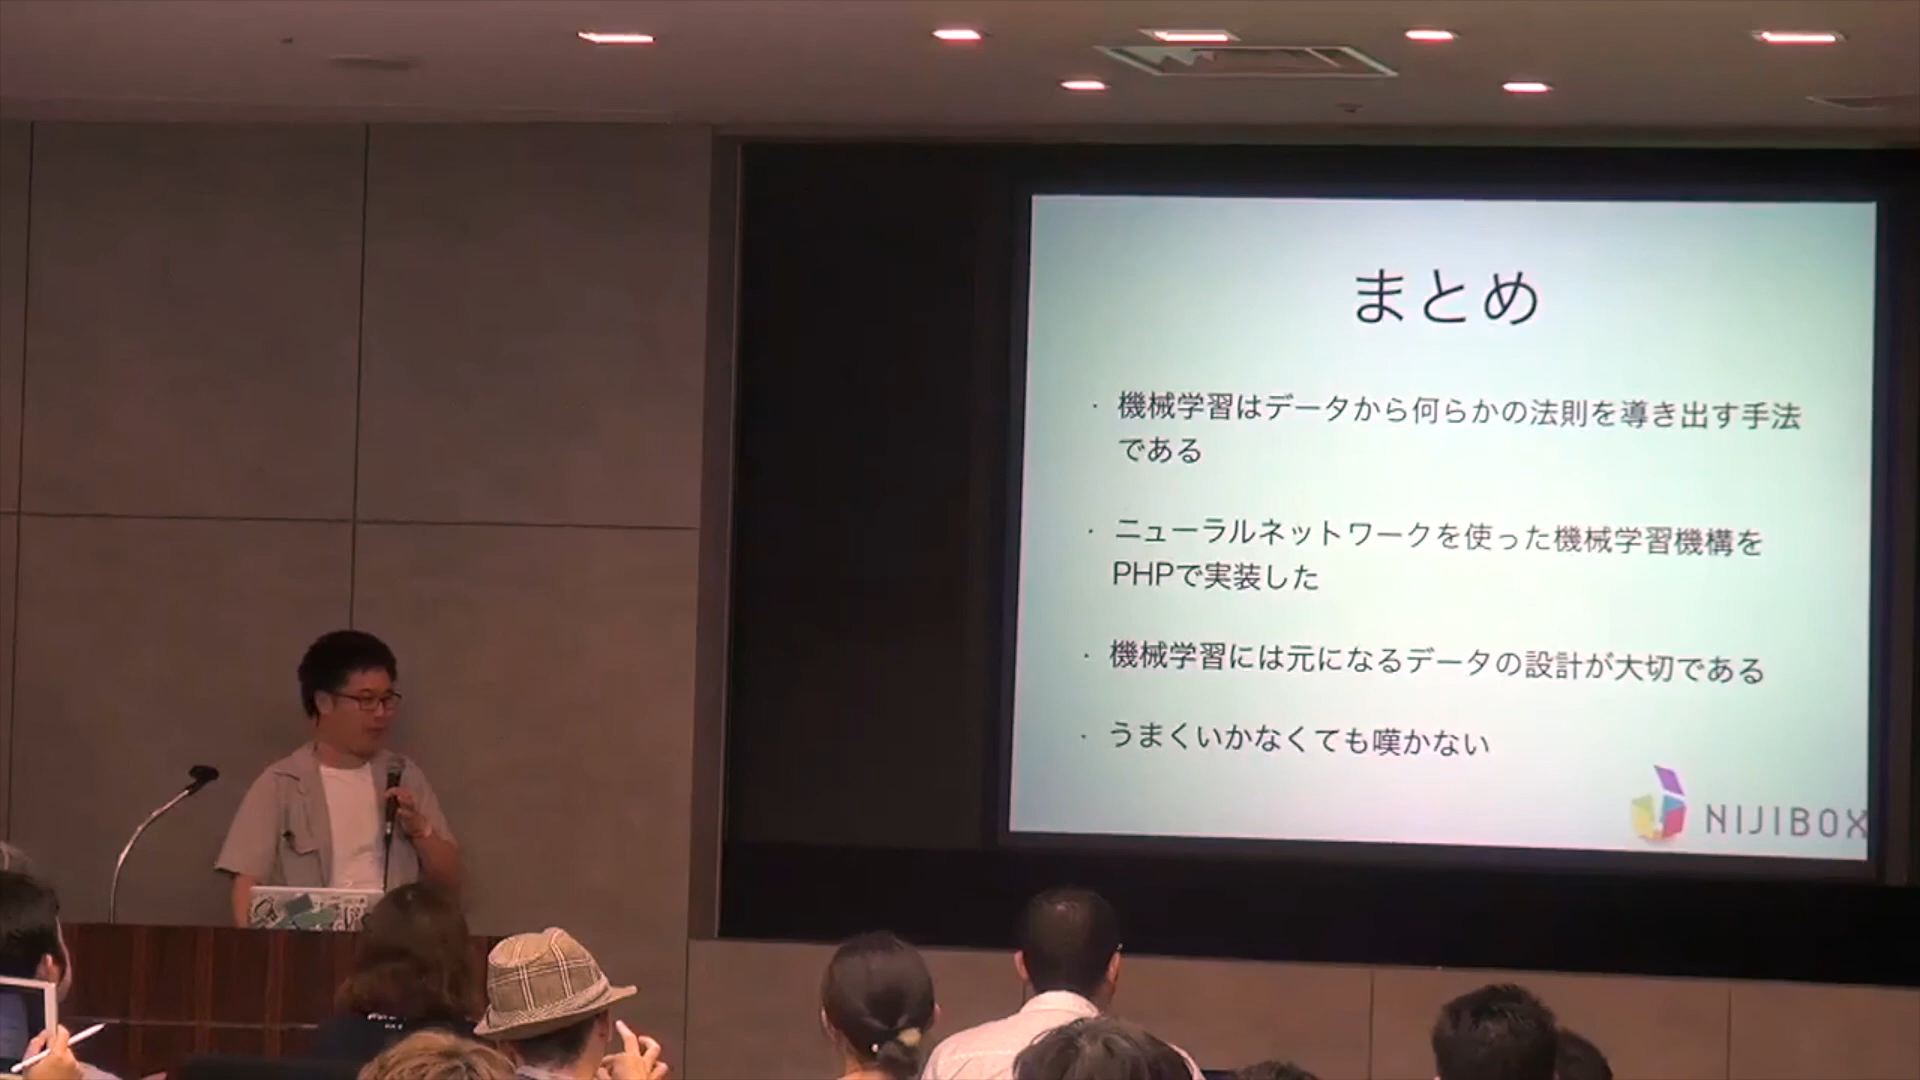 まとめ
・機械学習はデータから何らかの法則を導き出す手法
である
・ニューラルネットワークを使った機械学習機構を
PHPで実装した
・機械学習には元になるデータの設計が大切である
・うまくいかなくても嘆かない
NIJIBOX